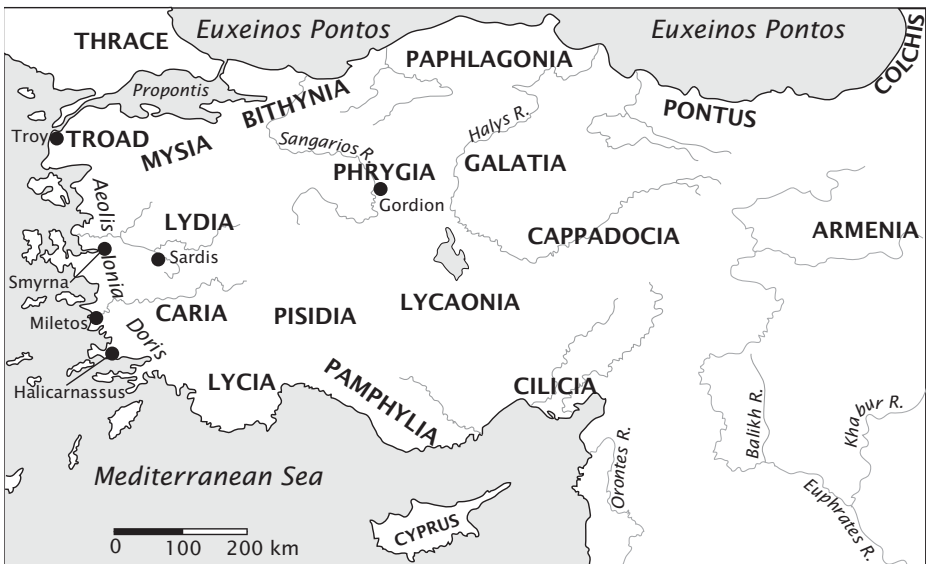 THRACE
Euxeinos Pontos
Euxeinos Pontos
COLCHIS
PAPHLAGONIA
Propontis
BITHYNIA
PONTUS
Troy
TROAD
MYSIA
Sangarios R.
Halys R.
PHRYGIA
GALATIA
Gordion
Aeolis
LYDIA
CAPPADOCIA
ARMENIA
Sardis
Smyrna
Ionia
LYCAONIA
CARIA
PISIDIA
Miletos
Doris
Halicarnassus
LYCIA
PAMPHYLIA
CILICIA
Balikh R.
Khabur R.
Orontes R.
Euphrates R.
Mediterranean Sea
CYPRUS
0 100 200 km